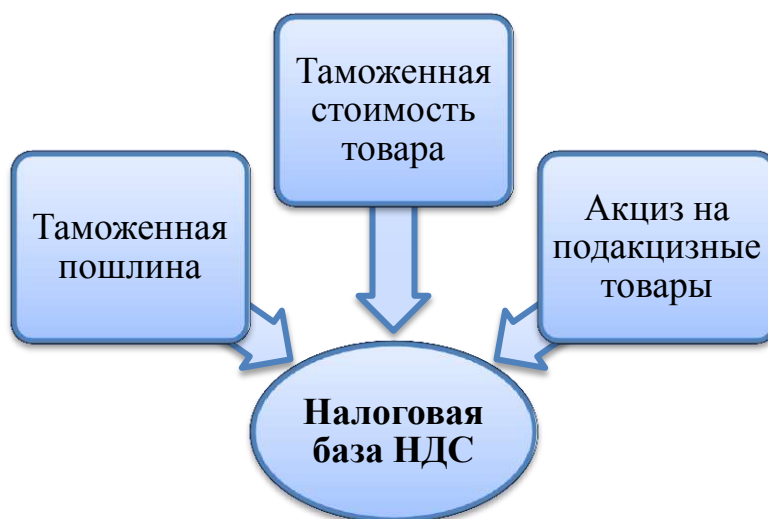 Таможенная
стоимость
товара
Таможенная
пошлина
Акциз на
подакцизные
товары
Налоговая
база НДС